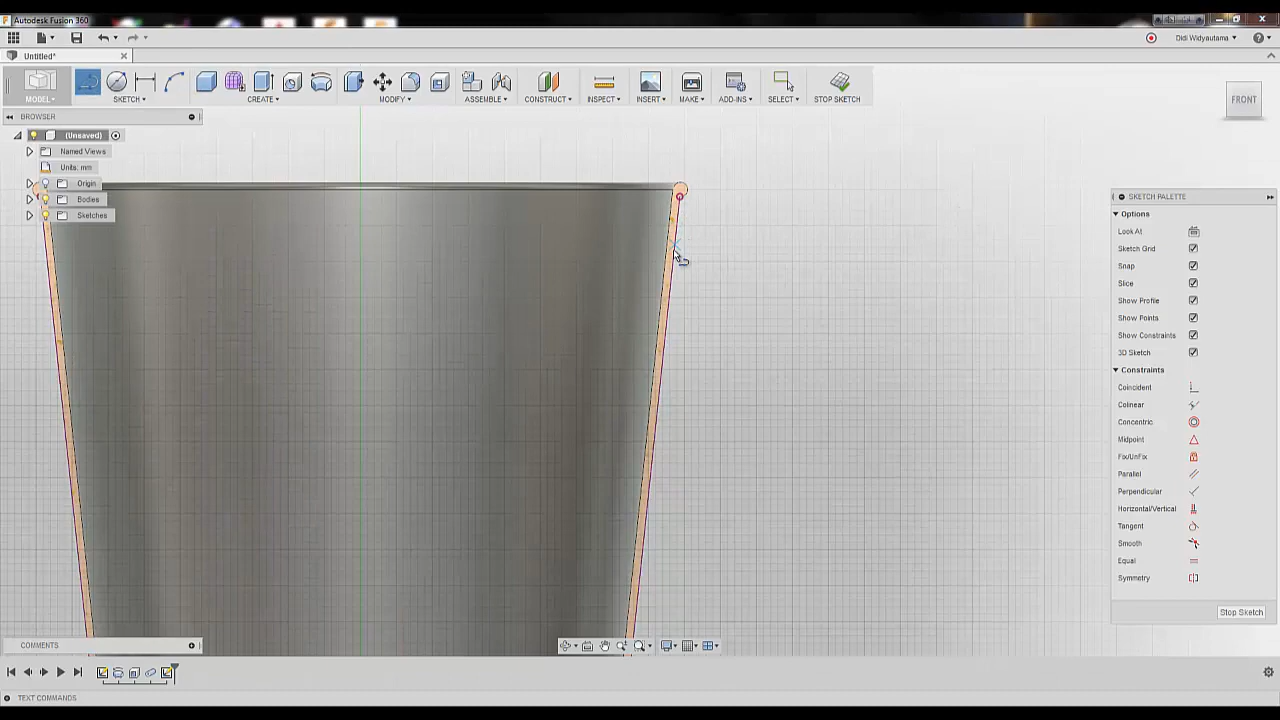 Autodesk Fusion 360
Didi Widyautama
Untitled*
MODEL
SKETCH
CREATE
MODIFY
ASSEMBLE
CONSTRUCT
INSPECT
INSERT
MAKE
ADD-INS
SELECT
STOP SKETCH
FRONT
BROWSER
(Unsaved)
Named Views
Units: mm
Origin
Bodies
Sketches
SKETCH PALETTE
Options
Look At
Sketch Grid
Snap
Slice
Show Profile
Show Points
Show Constraints
3D Sketch
Constraints
Coincident
Colinear
Concentric
Midpoint
Fix/UnFix
Parallel
Perpendicular
Horizontal/Vertical
Tangent
Smooth
Equal
Symmetry
Stop Sketch
COMMENTS
TEXT COMMANDS